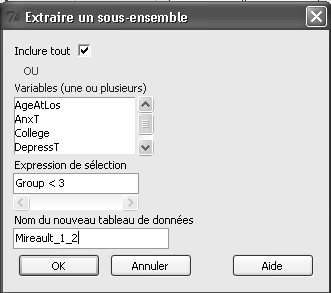 Extraire un sous-ensemble
Inclure tout
OU
Variables (une ou plusieurs)
AgeAtLos
AnxT
College
DepressT
Expression de sélection
Group < 3
Nom du nouveau tableau de données
Mireault_1_2
OK Annuler Aide